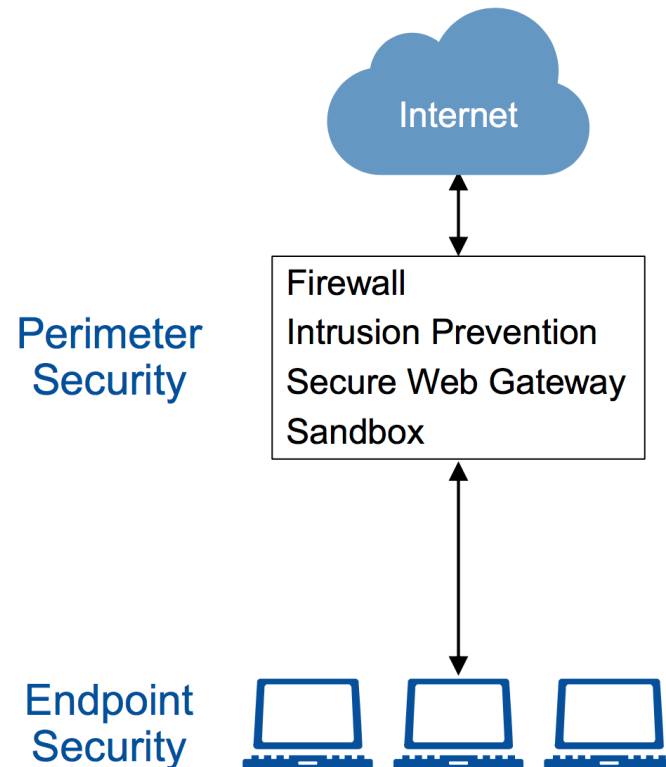 Internet
Firewall
Intrusion Prevention
Secure Web Gateway
Sandbox
Perimeter
Security
Endpoint
Security